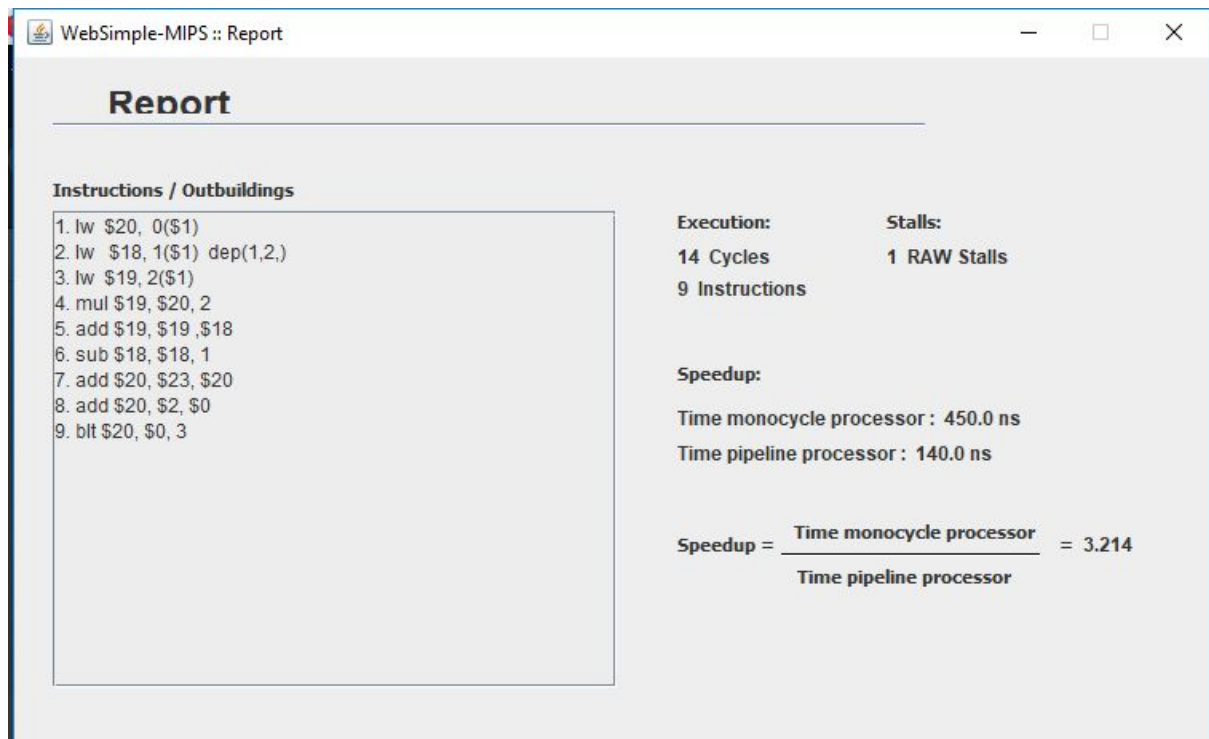 WebSimple-MIPS :: Report
Report
Instructions / Outbuildings
1. lw $20, 0($1)
2. lw $18, 1($1) dep(1,2,)
3. lw $19, 2($1)
4. mul $19, $20, 2
5. add $19, $19 ,$18
6. sub $18, $18, 1
7. add $20, $23, $20
8. add $20, $2, $0
9. blt $20, $0, 3
Execution:
14 Cycles
9 Instructions
Stalls:
1 RAW Stalls
Speedup:
Time monocycle processor : 450.0 ns
Time pipeline processor : 140.0 ns
Speedup = Time monocycle processor = 3.214
Time pipeline processor